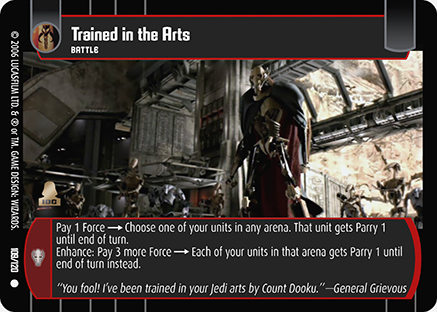 Trained in the Arts
BATTLE
Pay 1 Force → Choose one of your units in any arena. That unit gets Parry 1
until end of turn.
Enhance: Pay 3 more Force → Each of your units in that arena gets Parry 1 until
end of turn instead.
"You fool! I've been trained in your Jedi arts by Count Dooku."—General Grievous
© 2006 LUCASFILM LTD. & ® or TM. GAME DESIGN: WIZARDS.